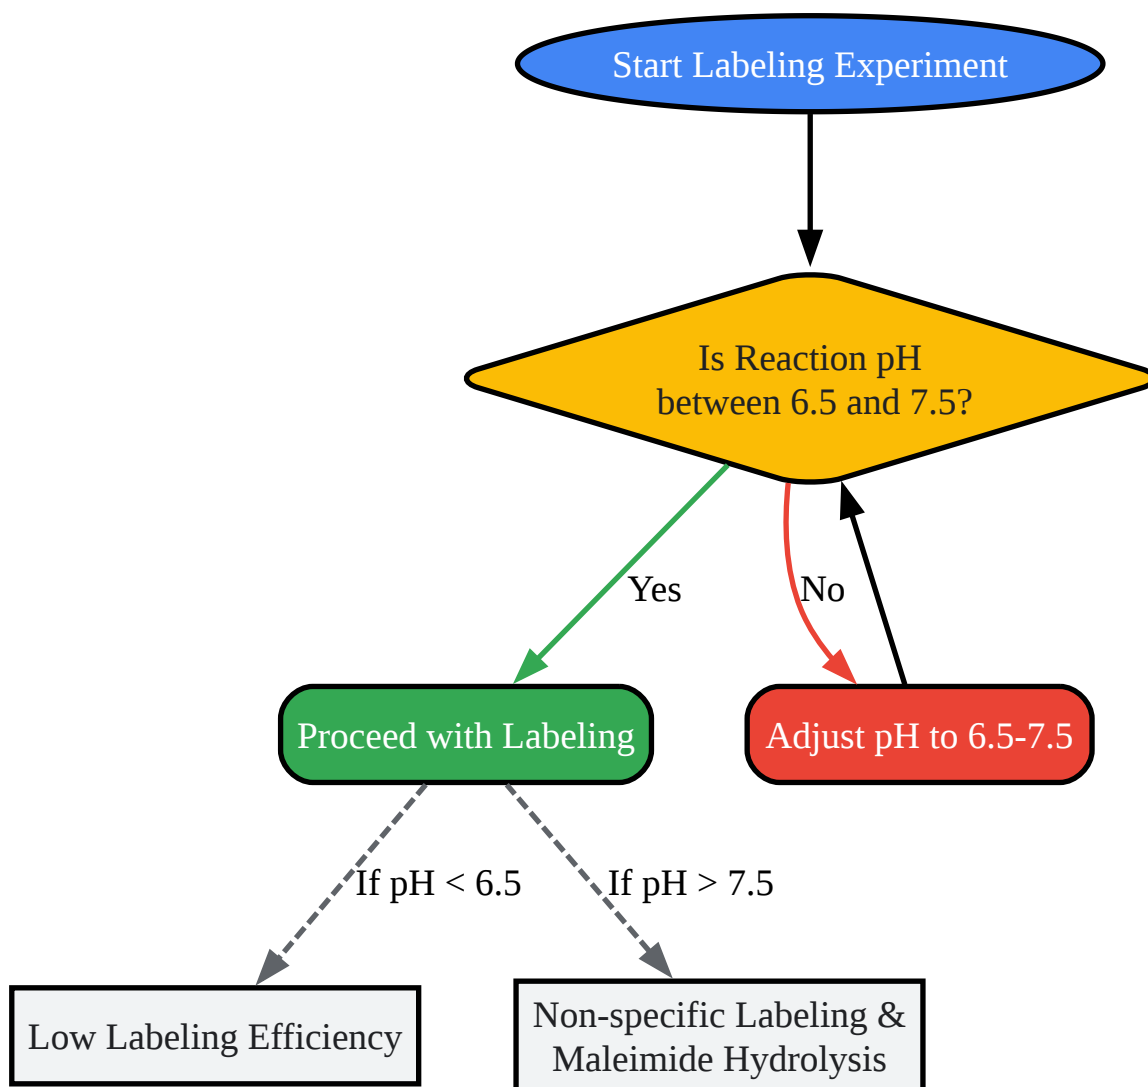 Start Labeling Experiment
Is Reaction pH
between 6.5 and 7.5?
Yes
No
Proceed with Labeling
Adjust pH to 6.5-7.5
If pH < 6.5
If pH > 7.5
Low Labeling Efficiency
Non-specific Labeling &
Maleimide Hydrolysis